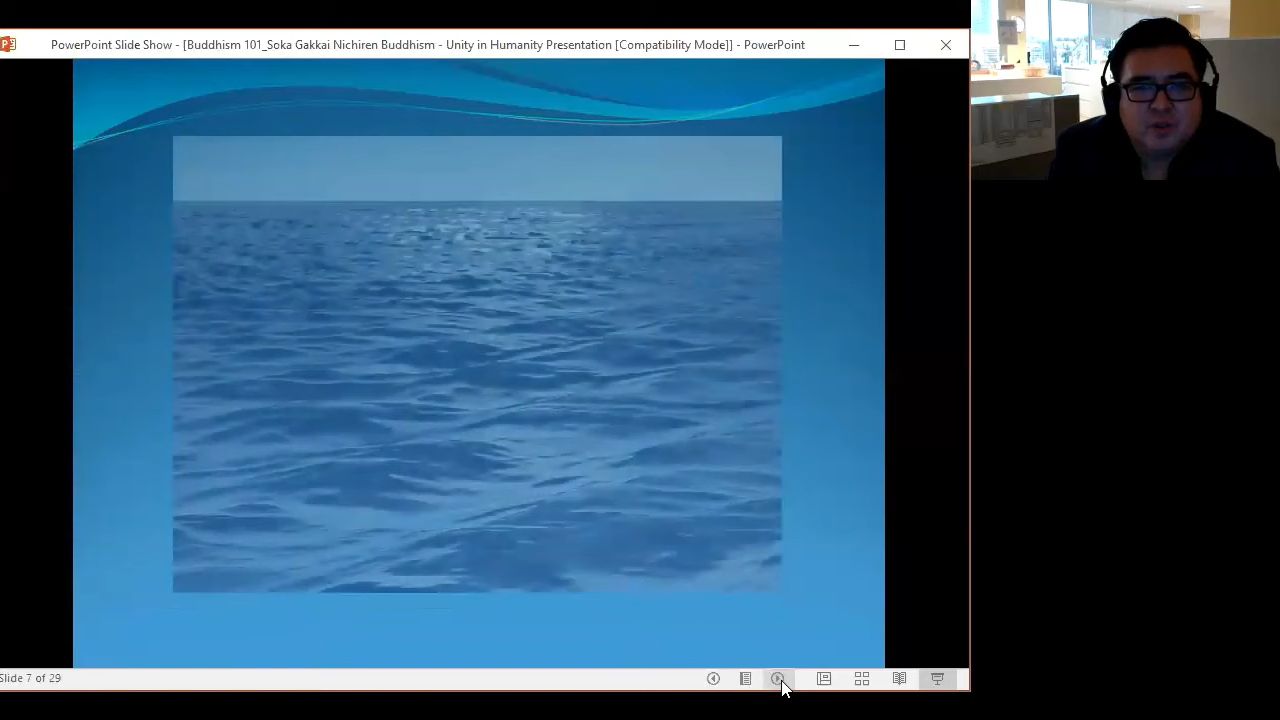 PowerPoint Slide Show - [Buddhism 101_Soka Gakkai Nichiren Buddhism - Unity in Humanity Presentation [Compatibility Mode]] - PowerPoint
Slide 7 of 29